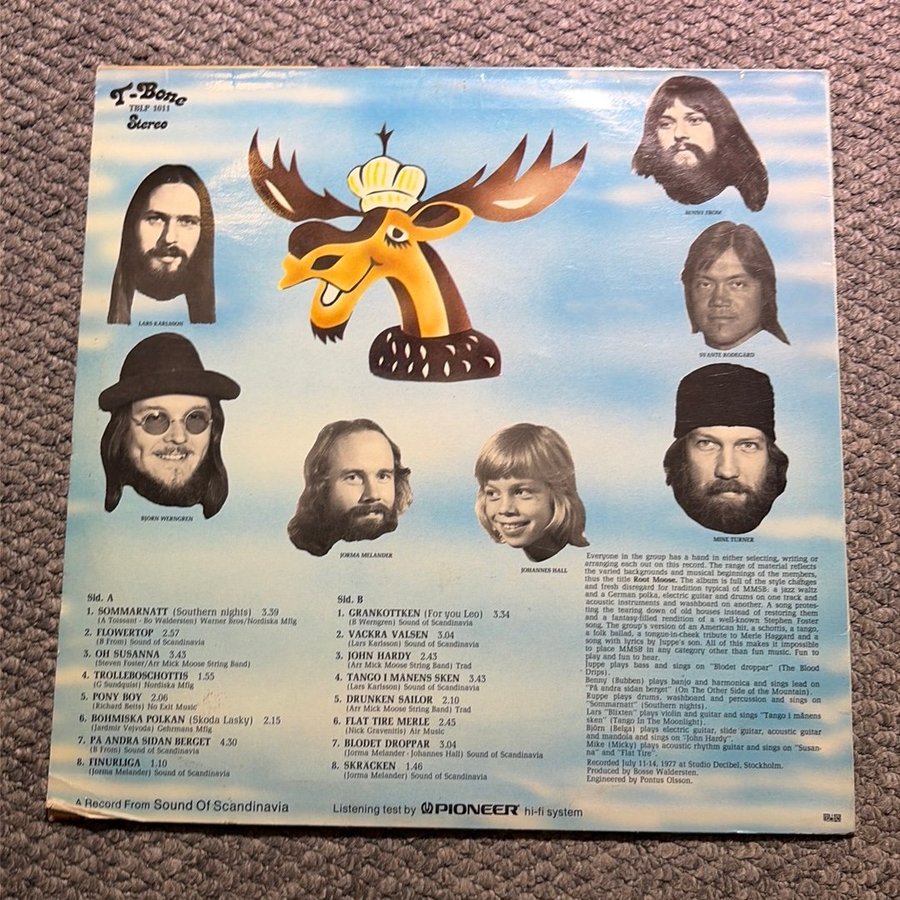 T-Bone
TBLP 1011
Stereo
BENNY FROM
LARS KARLSSON
SVANTE RODEGÅRD
BJÖRN WERNGREN
JORMA MELANDER
JOHANNES HALL
MIKE TURNER
Sid. A
1. SOMMARNATT (Southern nights) 3.39
(A Toissant - Bo Waldersten) Warner Bros/Nordiska Mflg
2. FLOWERTOP 2.57
(B From) Sound of Scandinavia
3. OH SUSANNA 3.43
(Steven Foster/Arr Mick Moose String Band)
4. TROLLEBOSCHOTTIS 1.55
(G Sundquist) Nordiska Mfg
5. PONY BOY 2.06
(Richard Betts) No Exit Music
6. BOHMISKA POLKAN (Skoda Lasky) 2.15
(Jardmir Vejvoda) Gehrmans Mfg
7. PÅ ANDRA SIDAN BERGET 4.30
(B From) Sound of Scandinavia
8. FINURLIGA 1.10
(Jorma Melander) Sound of Scandinavia
Sid. B
1. GRANKOTTKEN (For you Leo) 3.34
(B Werngren) Sound of Scandinavia
2. VACKRA VALSEN 3.04
(Lars Karlsson) Sound of Scandinavia
3. JOHN HARDY 2.43
(Arr Mick Moose String Band) Trad
4. TANGO I MÅNENS SKEN 3.43
(Lars Karlsson) Sound of Scandinavia
5. DRUNKEN SAILOR 2.10
(Arr Mick Moose String Band) Trad
6. FLAT TIRE MERLE 2.45
(Nick Gravenitis) Air Music
7. BLODET DROPPAR 3.04
(Jorma Melander - Johannes Hall) Sound of Scandinavia
8. SKRÄCKEN 1.46
(Jorma Melander) Sound of Scandinavia
Everyone in the group has a hand in either selecting, writing or
arranging each cut on this record. The range of material reflects
the varied backgrounds and musical beginnings of the members,
thus the title Root Moose. The album is full of the style changes
and fresh disregard for tradition typical of MMSB: a jazz waltz
and a German polka, electric guitar and drums on one track and
acoustic instruments and washboard on another. A song protes-
ting the tearing down of old houses instead of restoring them
and a fantasy-filled rendition of a well-known Stephen Foster
song. The group's version of an American hit, a schottis, a tango,
a folk ballad, a tongue-in-cheek tribute to Merle Haggard and a
song with lyrics by Juppe's son. All of this makes it impossible
to place MMSB in any category other than fun music. Fun to
play and fun to hear.
Juppe plays bass and sings on "Blodet droppar" (The Blood
Drips).
Benny (Bubben) plays banjo and harmonica and sings lead on
"På andra sidan berget" (On The Other Side of the Mountain).
Ruppe plays drums, washboard and percussion and sings on
"Sommarnatt" (Southern nights).
Lars "Blixten" plays violin and guitar and sings "Tango i månens
sken" (Tango In The Moonlight).
Björn (Belga) plays electric guitar, slide guitar, acoustic guitar
and mandola and sings on "John Hardy".
Mike (Micky) plays acoustic rhythm guitar and sings on "Susan-
na" and "Flat Tire".
Recorded July 11-14, 1977 at Studio Decibel, Stockholm.
Produced by Bosse Waldersten.
Engineered by Pontus Olsson.
A Record From Sound Of Scandinavia
Listening test by PIONEER hi-fi system